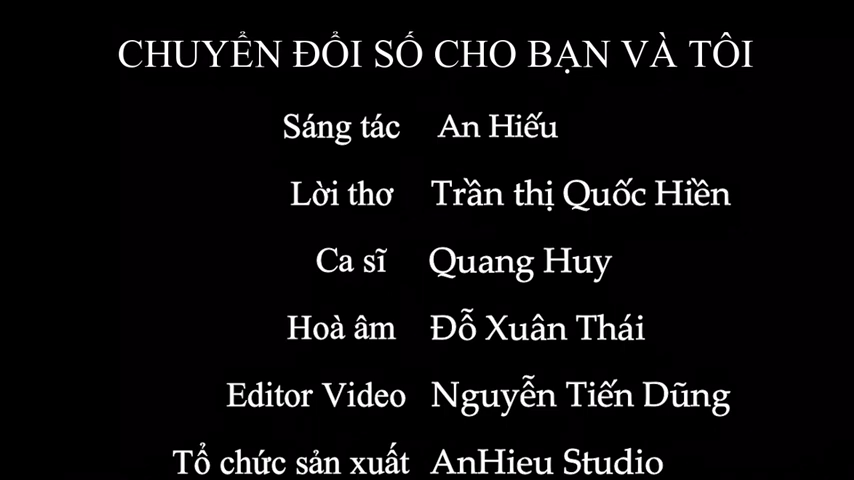 CHUYỂN ĐỔI SỐ CHO BẠN VÀ TÔI
Sáng tác An Hiếu
Lời thơ Trần thị Quốc Hiền
Ca sĩ Quang Huy
Hoà âm Đỗ Xuân Thái
Editor Video Nguyễn Tiến Dũng
Tổ chức sản xuất AnHieu Studio